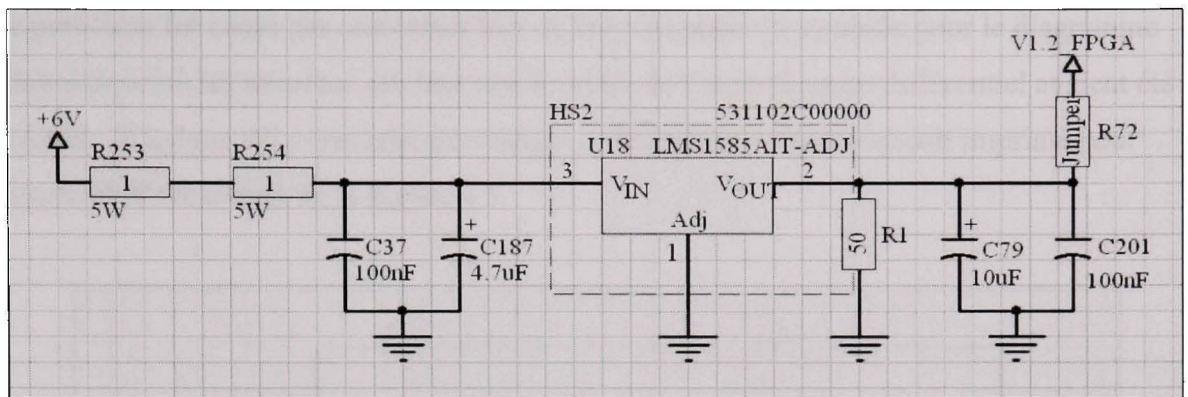 V1.2_FPGA
+6V
HS2
531102C00000
R253
R254
U18
LMS1585AIT-ADJ
Jumper
R72
1
1
3
VIN
VOUT
2
5W
5W
Adj
1
50
R1
C37
100nF
C187
4.7uF
+
C79
10uF
+
C201
100nF